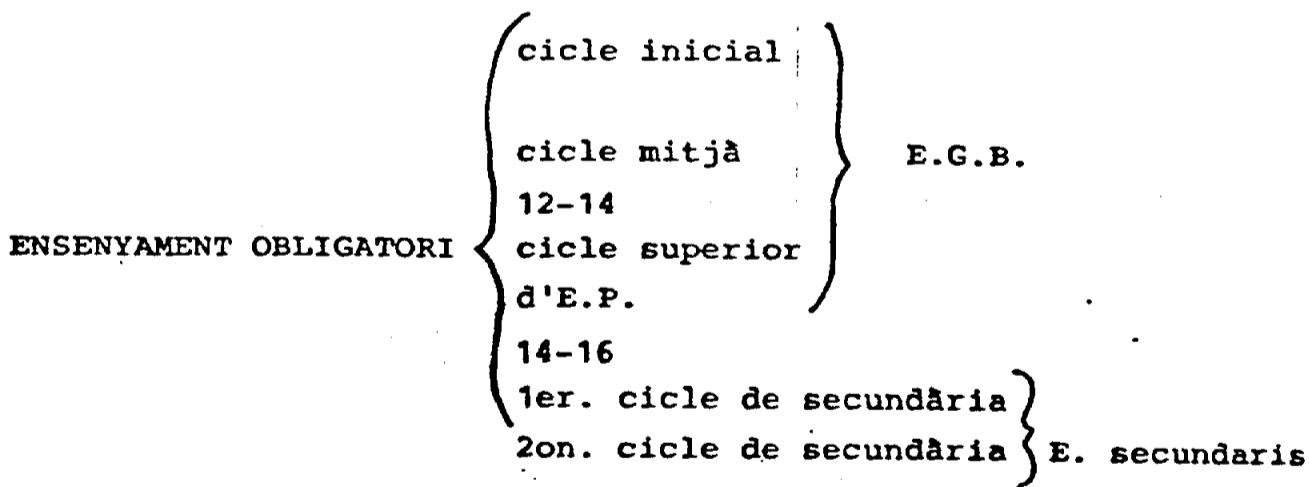 cicle inicial
cicle mitjà E.G.B.
12-14
ENSENYAMENT OBLIGATORI cicle superior
d'E.P.
14-16
1er. cicle de secundària
2on. cicle de secundària E. secundaris